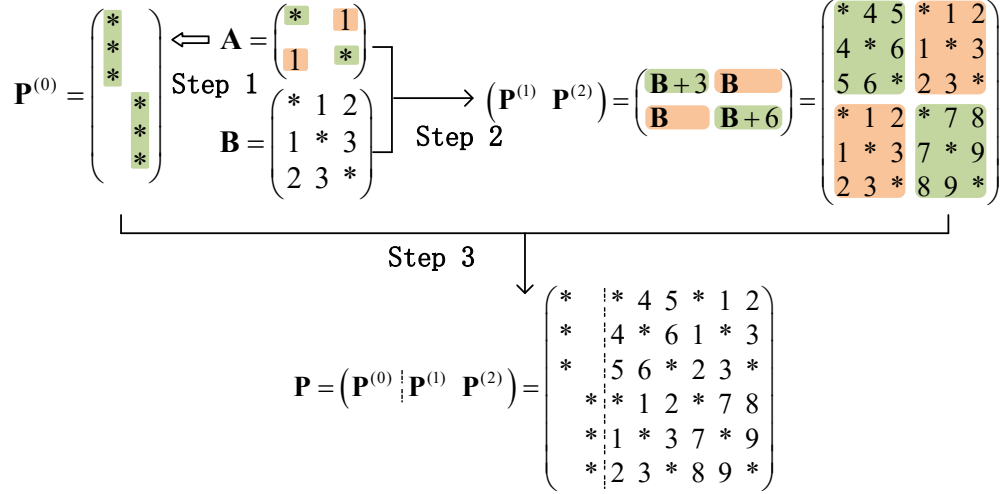 P^(0) = ( * * * * * * ) ⇐ A = ( * 1 1 * )
Step 1
B = ( * 1 2
1 * 3
2 3 * )
Step 2
( P^(1) P^(2) ) = ( B+3 B
B B+6 ) =
( * 4 5 * 1 2
4 * 6 1 * 3
5 6 * 2 3 *
* 1 2 * 7 8
1 * 3 7 * 9
2 3 * 8 9 * )
Step 3
P = ( P^(0) ¦ P^(1) P^(2) ) =
( * ¦ * 4 5 * 1 2
* ¦ 4 * 6 1 * 3
* ¦ 5 6 * 2 3 *
* ¦ * 1 2 * 7 8
* ¦ 1 * 3 7 * 9
* ¦ 2 3 * 8 9 * )